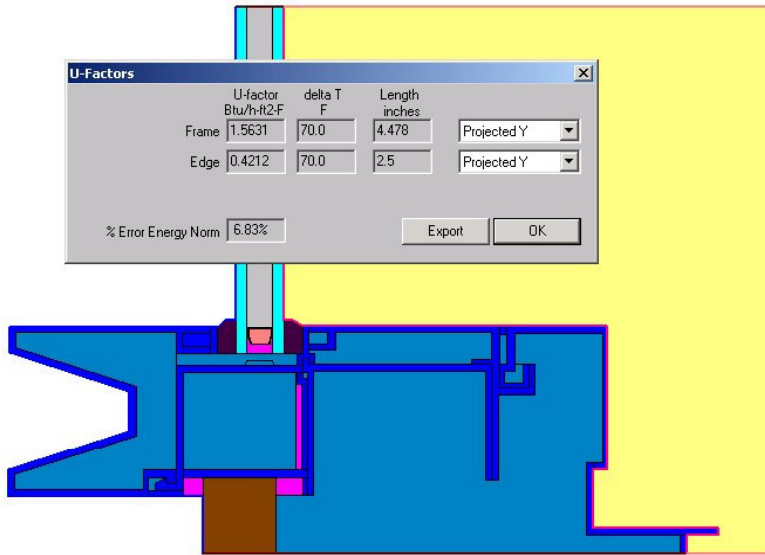 U-Factors
U-factor delta T Length
Btu/h-ft2-F F inches
Frame 1.5631 70.0 4.478 Projected Y
Edge 0.4212 70.0 2.5 Projected Y
% Error Energy Norm 6.83% Export OK